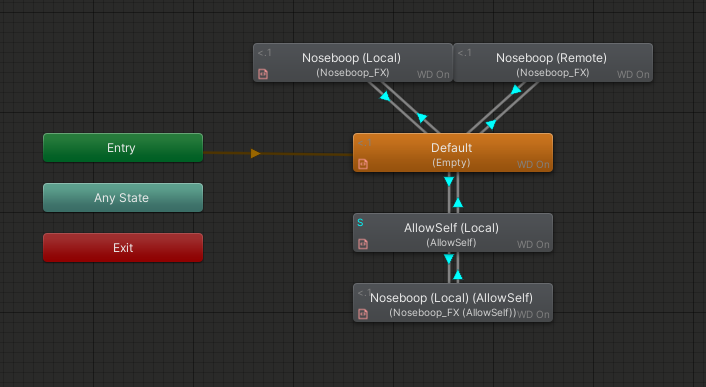 <.1
Noseboop (Local)
(Noseboop_FX)
WD On
<.1
Noseboop (Remote)
(Noseboop_FX)
WD On
Entry
Default
(Empty)
WD On
Any State
S
AllowSelf (Local)
(AllowSelf)
WD On
Exit
<.1
Noseboop (Local) (AllowSelf)
(Noseboop_FX (AllowSelf))
WD On